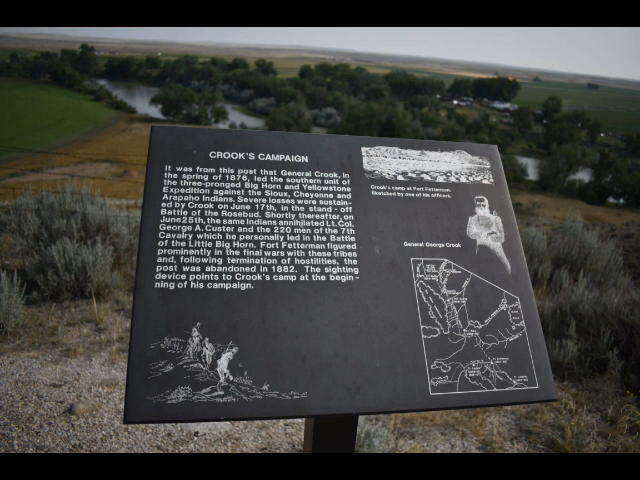 CROOK'S CAMPAIGN
It was from this post that General Crook, in
the spring of 1876, led the southern unit of
the three-pronged Big Horn and Yellowstone
Expedition against the Sioux, Cheyenne and
Arapaho Indians. Severe losses were sustain-
ed by Crook on June 17th, in the stand - off
Battle of the Rosebud. Shortly thereafter, on
June 25th, the same Indians annihilated Lt. Col.
George A. Custer and the 220 men of the 7th
Cavalry which he personally led in the Battle
of the Little Big Horn. Fort Fetterman figured
prominently in the final wars with these tribes
and, following termination of hostilities, the
post was abandoned in 1882. The sighting
device points to Crook's camp at the begin-
ning of his campaign.
Crook's camp at Fort Fetterman.
Sketched by one of his officers.
General George Crook